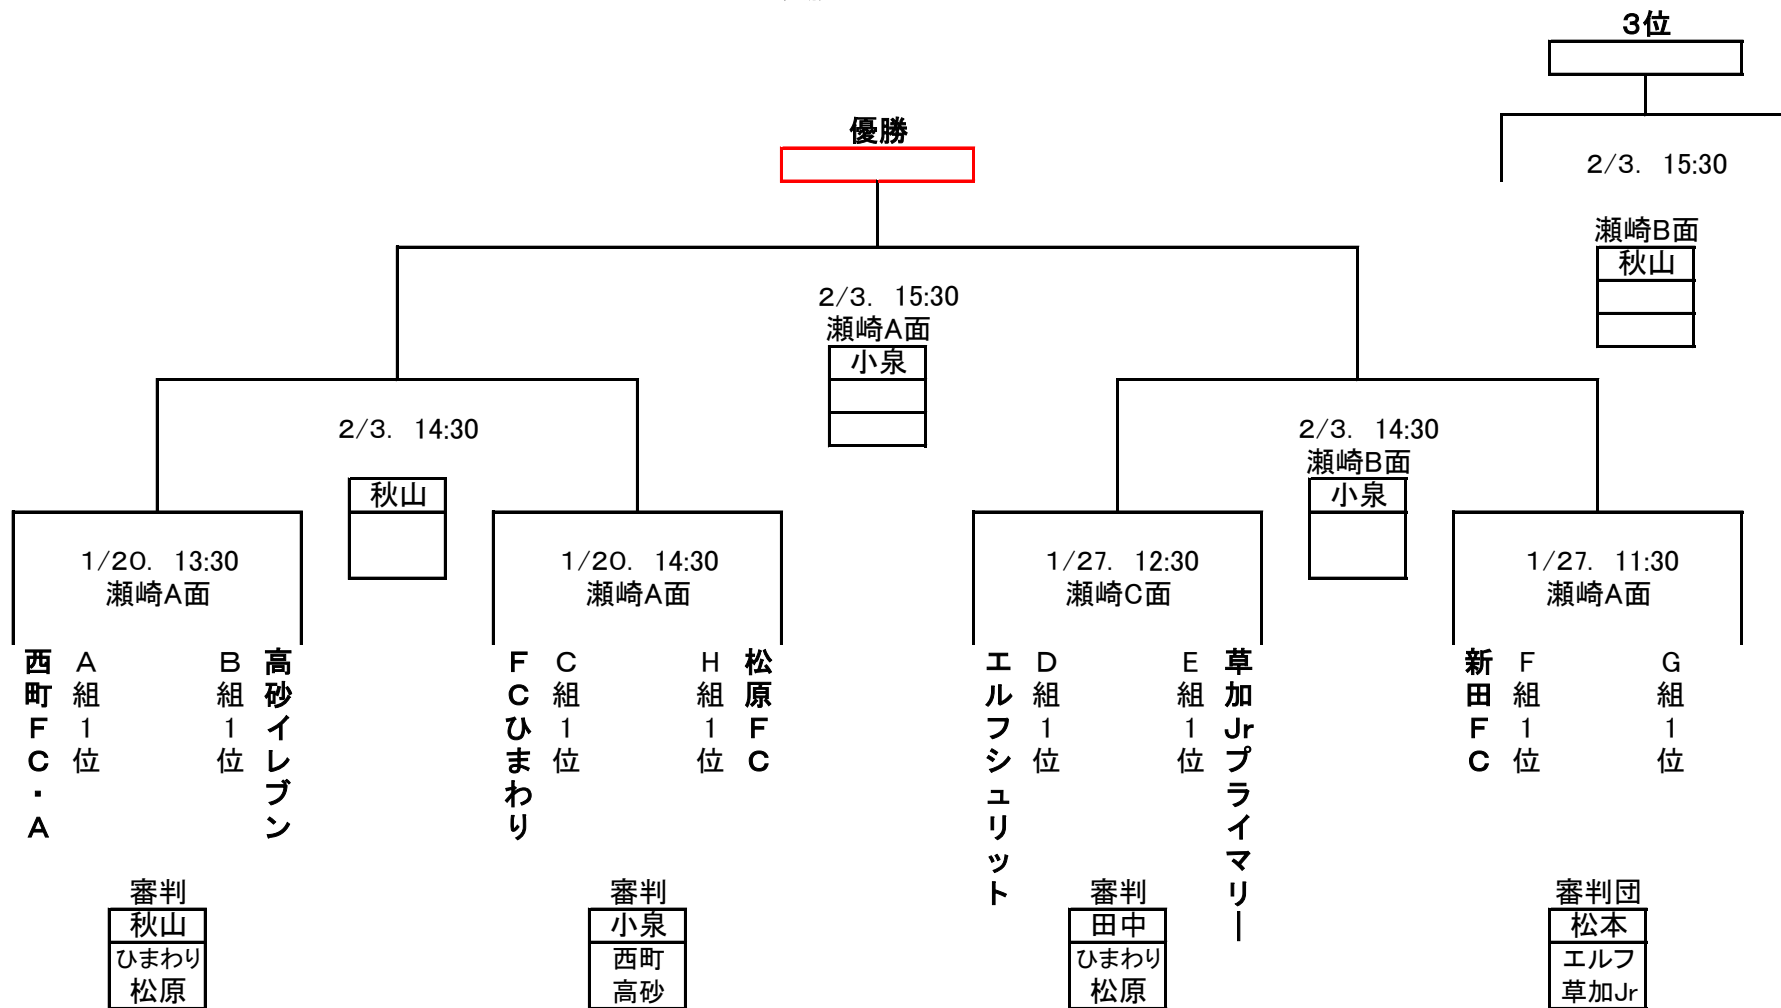 3位
優勝
2/3. 15:30
瀬崎B面
秋山
2/3. 15:30
瀬崎A面
小泉
2/3. 14:30
秋山
2/3. 14:30
瀬崎B面
小泉
1/20. 13:30
瀬崎A面
1/20. 14:30
瀬崎A面
1/27. 12:30
瀬崎C面
1/27. 11:30
瀬崎A面
西町FC・A
A組1位
B組1位
高砂イレブン
FCひまわり
C組1位
H組1位
松原FC
エルフシュリット
D組1位
E組1位
草加Jrプライマリー
新田FC
F組1位
G組1位
審判
秋山
ひまわり
松原
審判
小泉
西町
高砂
審判
田中
ひまわり
松原
審判団
松本
エルフ
草加Jr